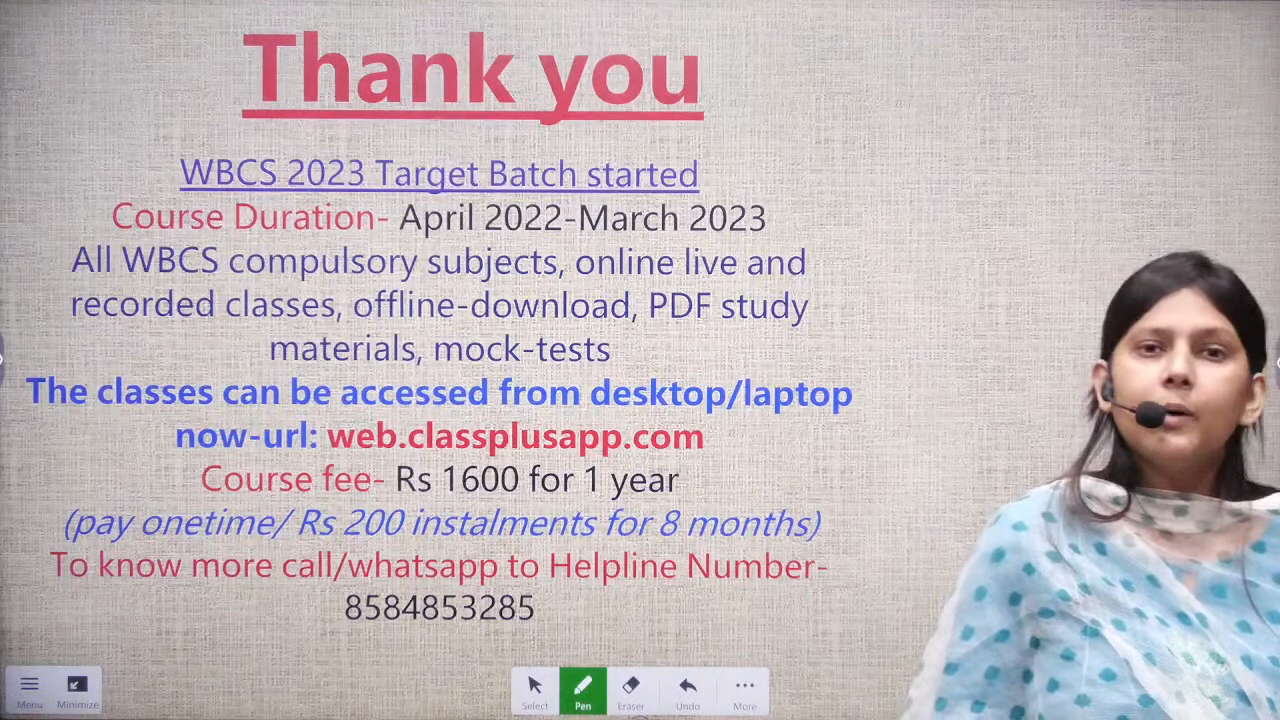 Thank you
WBCS 2023 Target Batch started
Course Duration- April 2022-March 2023
All WBCS compulsory subjects, online live and
recorded classes, offline-download, PDF study
materials, mock-tests
The classes can be accessed from desktop/laptop
now-url: web.classplusapp.com
Course fee- Rs 1600 for 1 year
(pay onetime/ Rs 200 instalments for 8 months)
To know more call/whatsapp to Helpline Number-
8584853285
Menu Minimize Select Pen Eraser Undo More